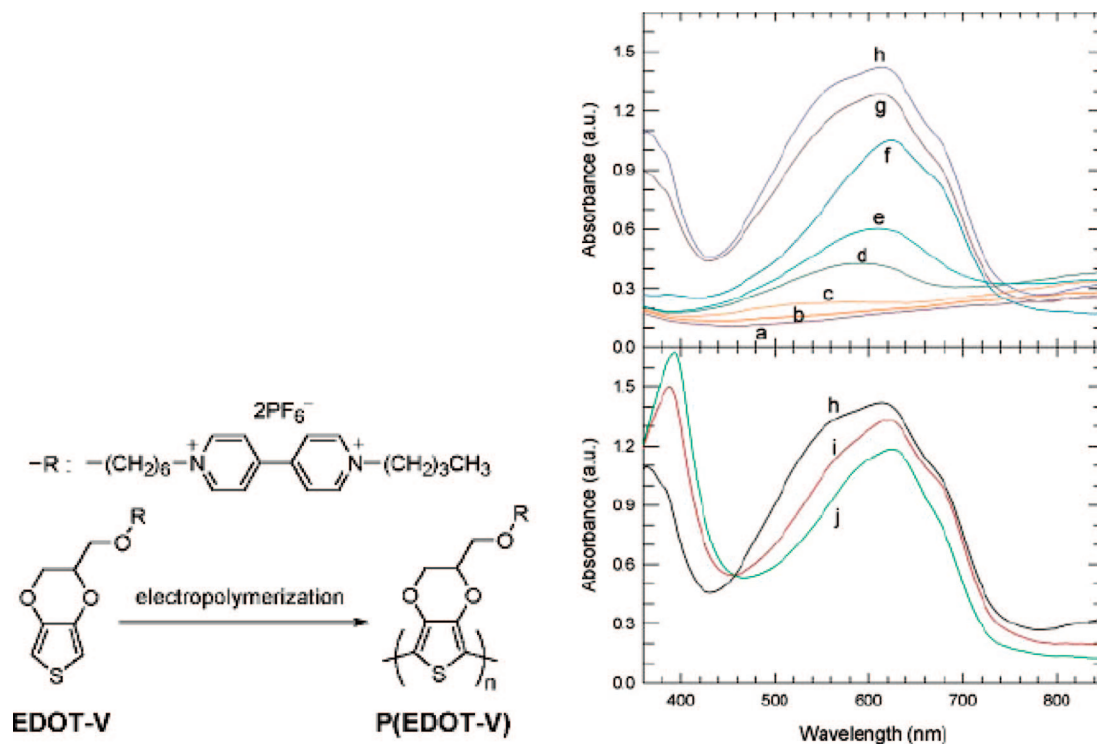 2PF6−
–R : –(CH2)6–N+ N+–(CH2)3CH3
R
O
O O
S
EDOT-V
electropolymerization
R
O
O O
S
n
P(EDOT-V)
Absorbance (a.u.)
1.5
1.2
0.9
0.6
0.3
0.0
h
g
f
e
d
c
b
a
Absorbance (a.u.)
1.5
1.2
0.9
0.6
0.3
0.0
h
i
j
400 500 600 700 800
Wavelength (nm)